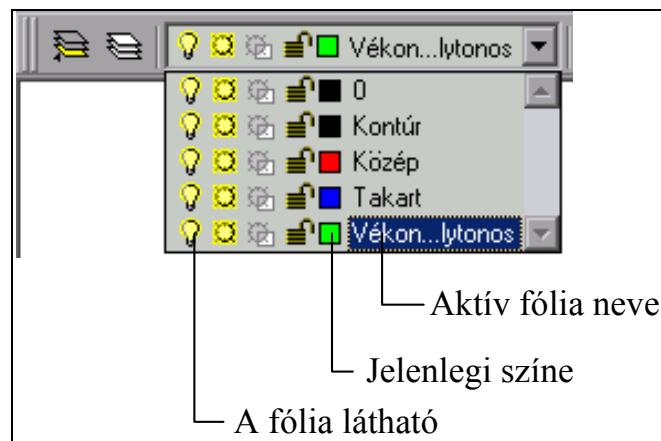 Vékon...lytonos
0
Kontúr
Közép
Takart
Vékon...lytonos
Aktív fólia neve
Jelenlegi színe
A fólia látható